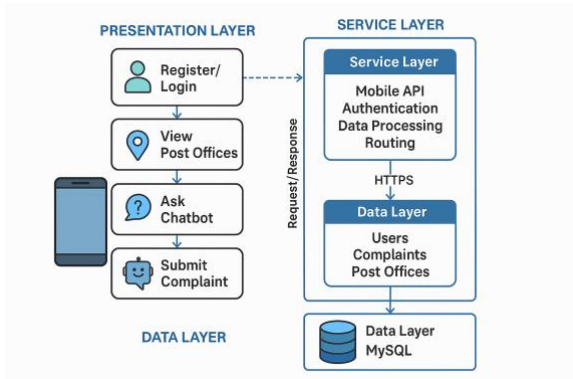 PRESENTATION LAYER
Register/
Login
View
Post Offices
Ask
Chatbot
Submit
Complaint
DATA LAYER
SERVICE LAYER
Request/Response
Service Layer
Mobile API
Authentication
Data Processing
Routing
HTTPS
Data Layer
Users
Complaints
Post Offices
Data Layer
MySQL